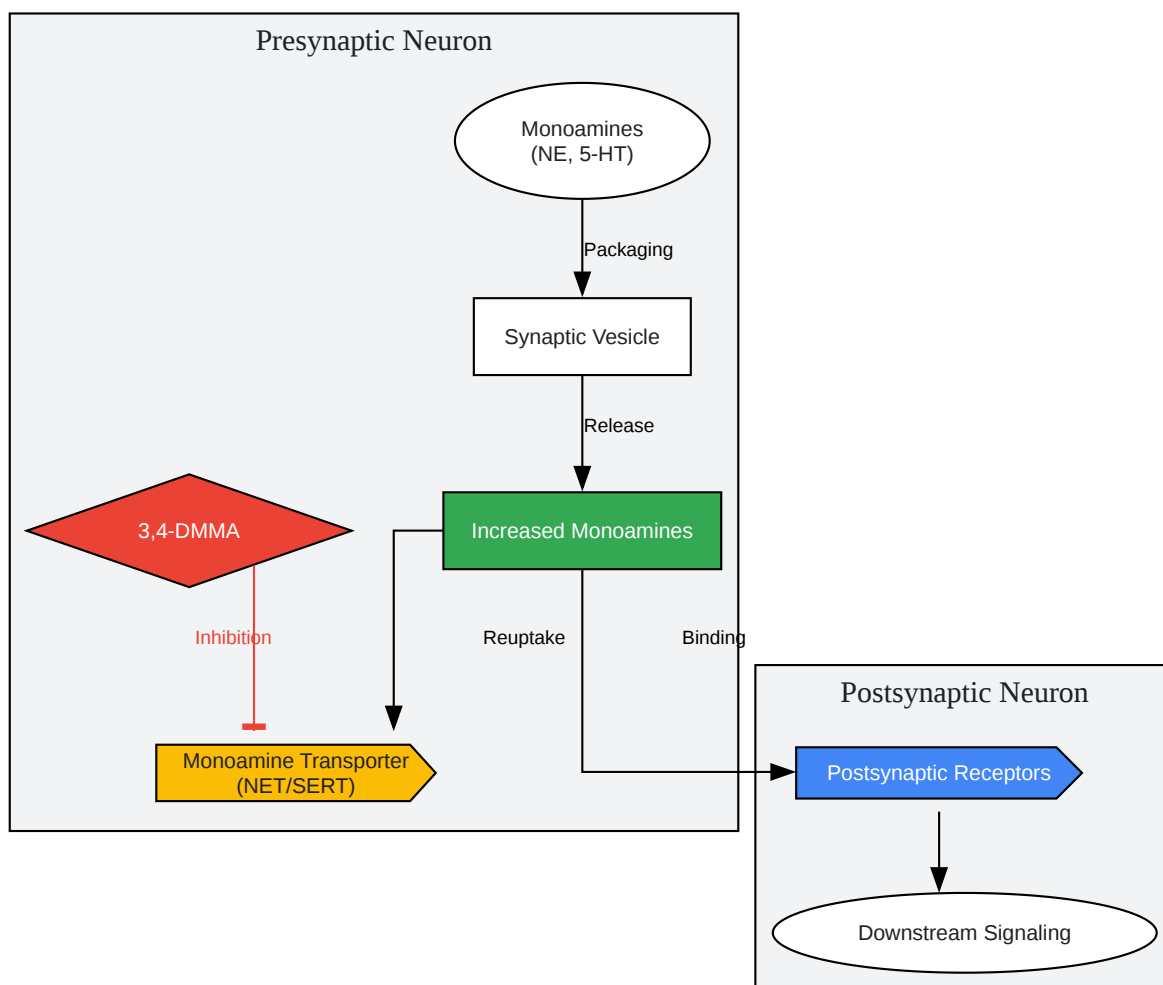 Presynaptic Neuron
Monoamines
(NE, 5-HT)
Packaging
Synaptic Vesicle
Release
3,4-DMMA
Increased Monoamines
Inhibition
Reuptake
Binding
Monoamine Transporter
(NET/SERT)
Postsynaptic Neuron
Postsynaptic Receptors
Downstream Signaling